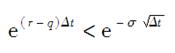 e^{(r − q)Δt} < e^{− σ √Δt}